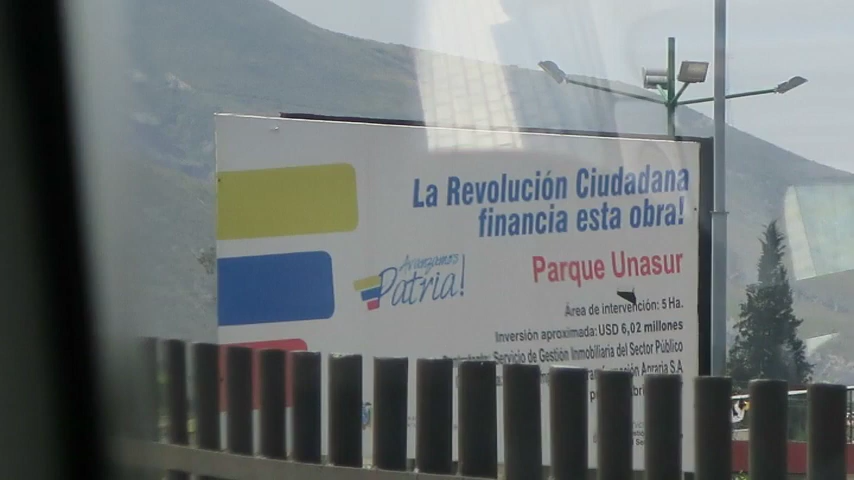 La Revolución Ciudadana
financia esta obra!
Avanzamos
Patria!
Parque Unasur
Área de intervención: 5 Ha.
Inversión aproximada: USD 6,02 millones
Servicio de Gestión Inmobiliaria del Sector Público
Agraria S.A